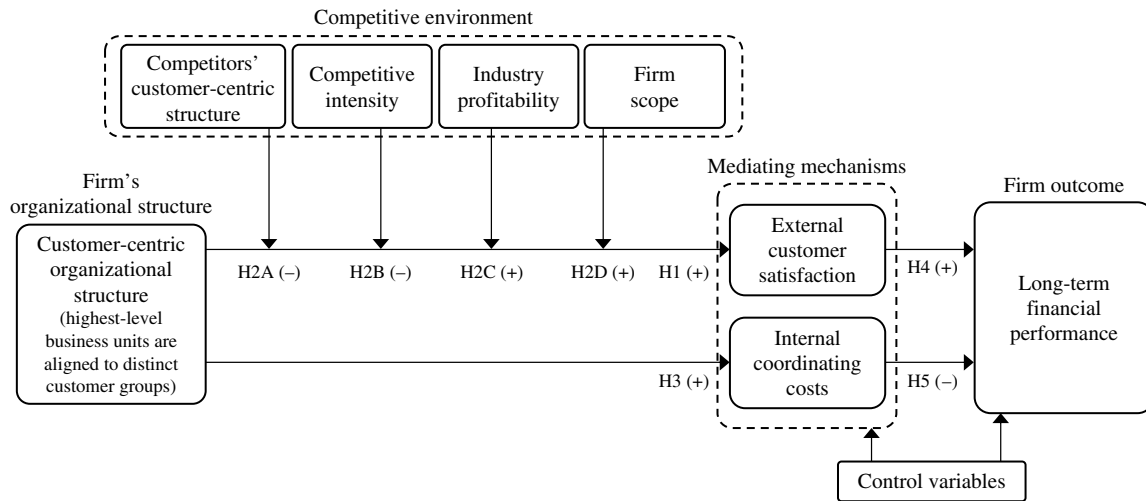 Competitive environment
Competitors’
customer-centric
structure
Competitive
intensity
Industry
profitability
Firm
scope
Mediating mechanisms
Firm’s
organizational structure
Firm outcome
Customer-centric
organizational
structure
(highest-level
business units are
aligned to distinct
customer groups)
H2A (–)
H2B (–)
H2C (+)
H2D (+)
H1 (+)
External
customer
satisfaction
H4 (+)
Long-term
financial
performance
H3 (+)
Internal
coordinating
costs
H5 (–)
Control variables